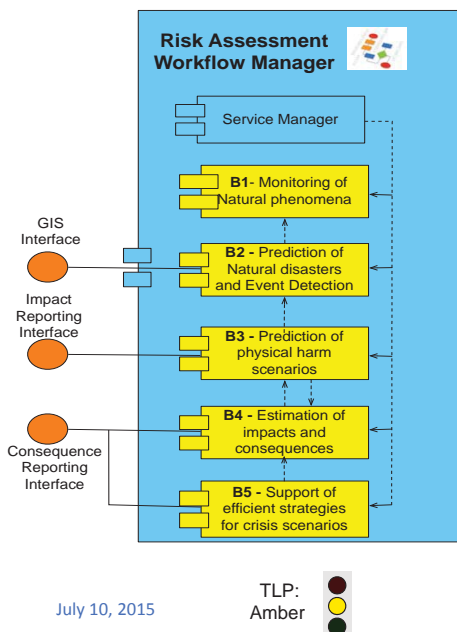 Risk Assessment
Workflow Manager
Service Manager
B1- Monitoring of
Natural phenomena
GIS
Interface
B2 - Prediction of
Natural disasters
and Event Detection
Impact
Reporting
Interface
B3 - Prediction of
physical harm
scenarios
B4 - Estimation of
impacts and
consequences
Consequence
Reporting
Interface
B5 - Support of
efficient strategies
for crisis scenarios
July 10, 2015
TLP:
Amber